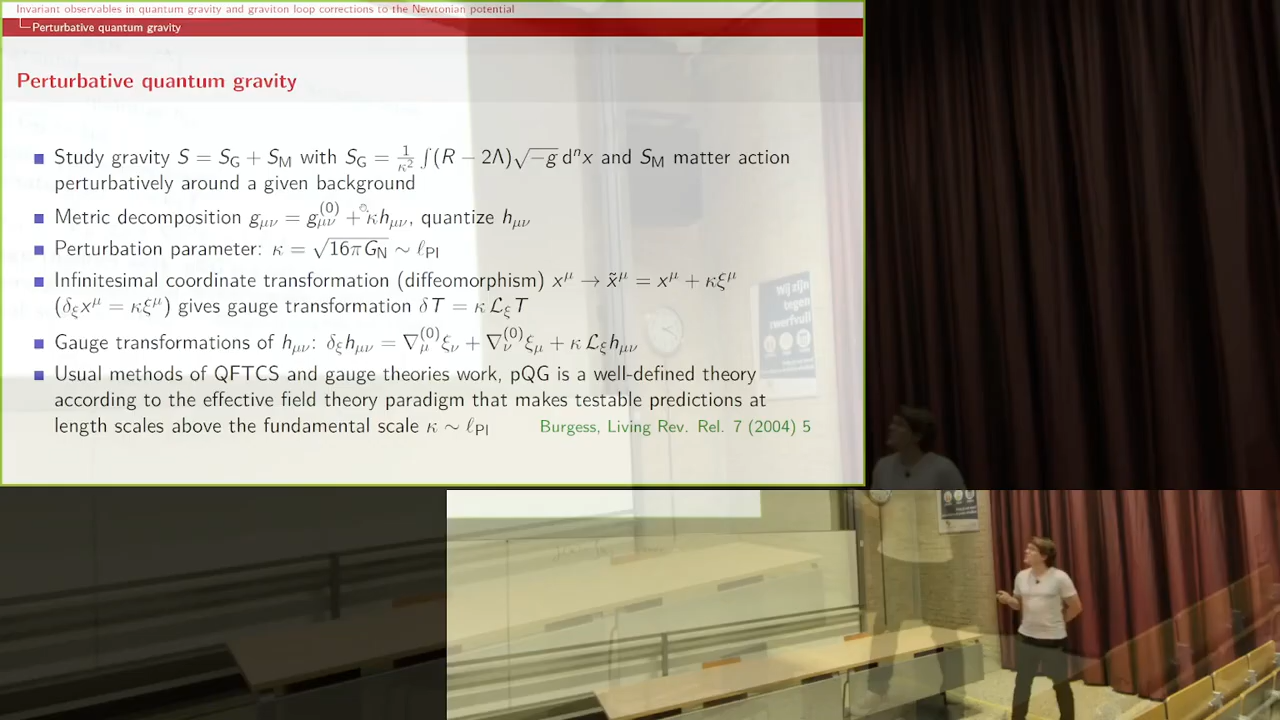 Invariant observables in quantum gravity and graviton loop corrections to the Newtonian potential
Perturbative quantum gravity
Perturbative quantum gravity
■ Study gravity S = S_G + S_M with S_G = 1/κ² ∫(R − 2Λ)√−g dⁿx and S_M matter action
perturbatively around a given background
■ Metric decomposition g_μν = g_μν^(0) + κh_μν, quantize h_μν
■ Perturbation parameter: κ = √16πG_N ∼ ℓ_Pl
■ Infinitesimal coordinate transformation (diffeomorphism) x^μ → x̃^μ = x^μ + κξ^μ
(δ_ξ x^μ = κξ^μ) gives gauge transformation δT = κ ℒ_ξ T
■ Gauge transformations of h_μν: δ_ξ h_μν = ∇_μ^(0) ξ_ν + ∇_ν^(0) ξ_μ + κ ℒ_ξ h_μν
■ Usual methods of QFTCS and gauge theories work, pQG is a well-defined theory
according to the effective field theory paradigm that makes testable predictions at
length scales above the fundamental scale κ ∼ ℓ_Pl Burgess, Living Rev. Rel. 7 (2004) 5
Wij zijn
tegen